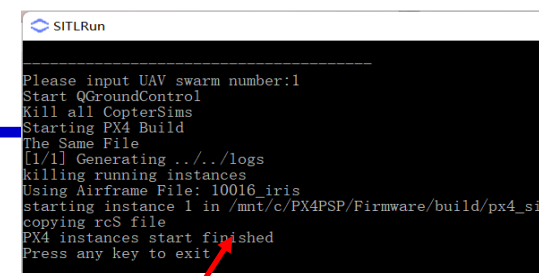 SITLRun
--------------------------------------
Please input UAV swarm number:1
Start QGroundControl
Kill all CopterSims
Starting PX4 Build
The Same File
[1/1] Generating ../../logs
killing running instances
Using Airframe File: 10016_iris
starting instance 1 in /mnt/c/PX4PSP/Firmware/build/px4_si
copying rcS file
PX4 instances start finished
Press any key to exit